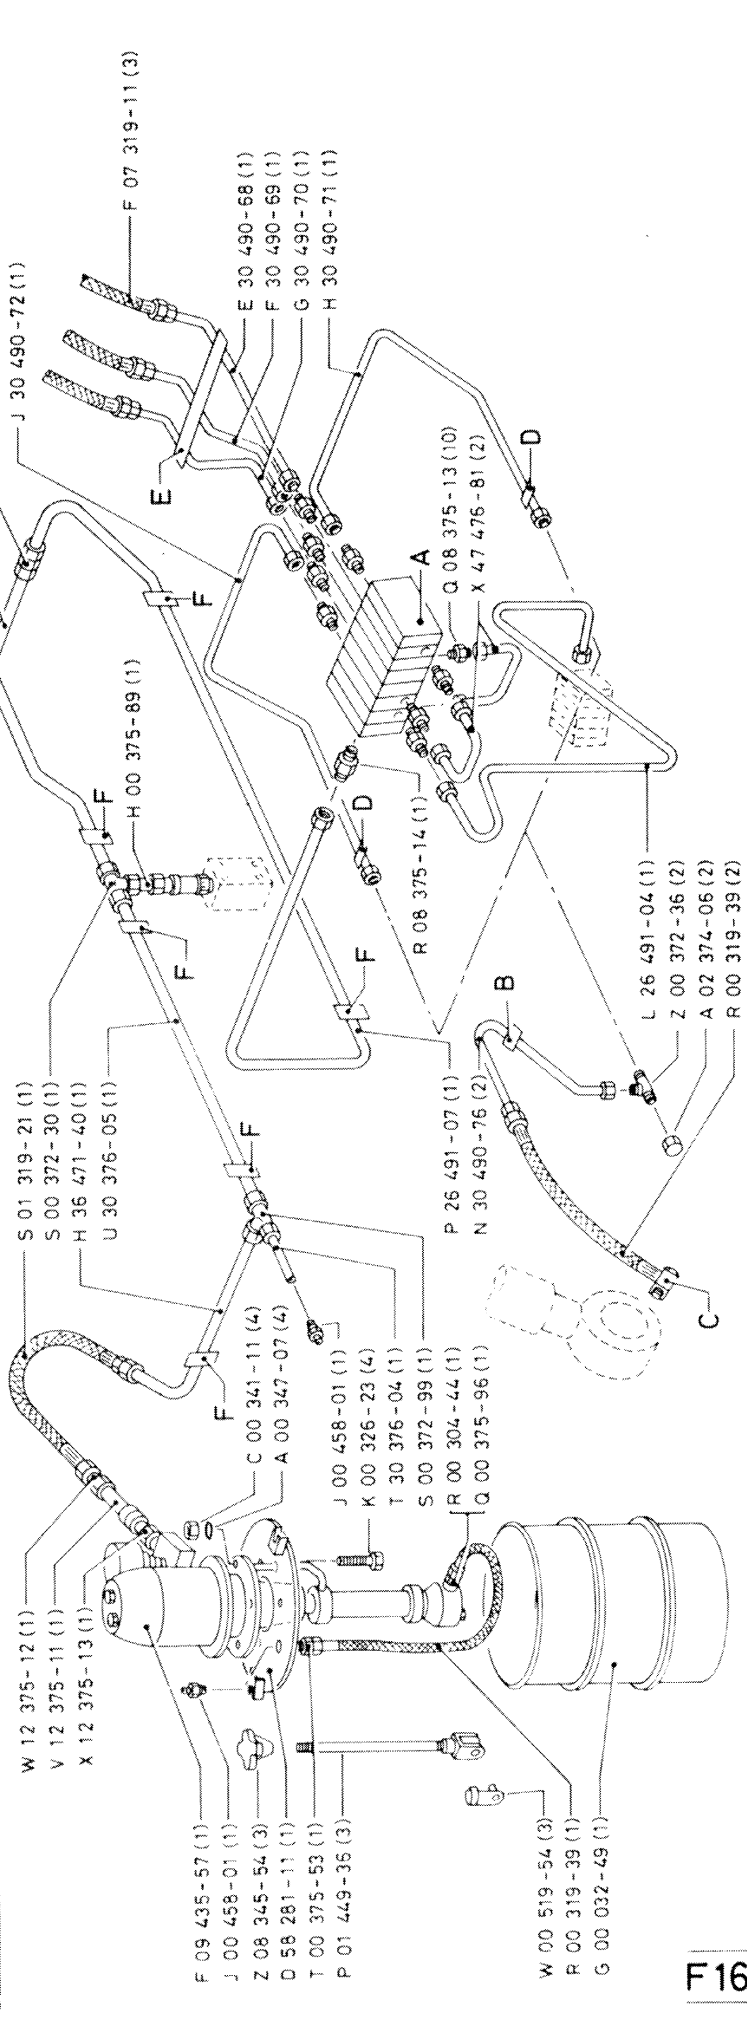 F 07 319-11 (3)
J 30 490-72 (1)
E 30 490-68 (1)
F 30 490-69 (1)
G 30 490-70 (1)
H 30 490-71 (1)
E
D
Q 08 375-13 (10)
X 47 476-81 (2)
A
F
H 00 375-89 (1)
F
D
R 08 375-14 (1)
F
F
B
L 26 491-04 (1)
Z 00 372-36 (2)
A 02 374-06 (2)
R 00 319-39 (2)
S 01 319-21 (1)
S 00 372-30 (1)
H 36 471-40 (1)
U 30 376-05 (1)
F
P 26 491-07 (1)
N 30 490-76 (2)
C
F
C 00 341-11 (4)
A 00 347-07 (4)
J 00 458-01 (1)
K 00 326-23 (4)
T 30 376-04 (1)
S 00 372-99 (1)
R 00 304-44 (1)
Q 00 375-96 (1)
W 12 375-12 (1)
V 12 375-11 (1)
X 12 375-13 (1)
F 09 435-57 (1)
J 00 458-01 (1)
Z 08 345-54 (3)
D 58 281-11 (1)
T 00 375-53 (1)
P 01 449-36 (3)
W 00 519-54 (3)
R 00 319-39 (1)
G 00 032-49 (1)
F16